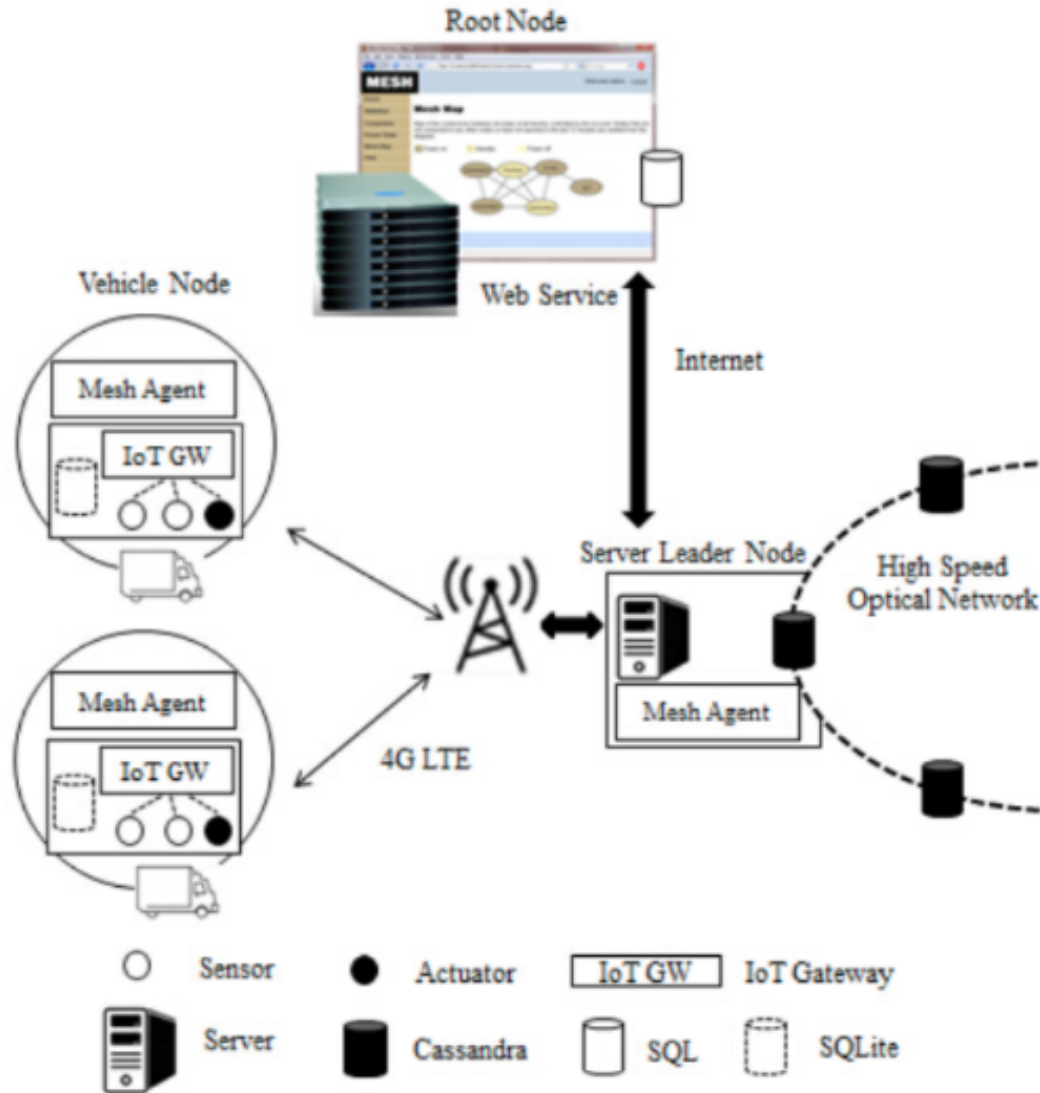 Root Node
MESH
Mesh Map
Web Service
Vehicle Node
Internet
Mesh Agent
IoT GW
Server Leader Node
High Speed
Optical Network
Mesh Agent
Mesh Agent
IoT GW
4G LTE
Sensor
Actuator
IoT GW
IoT Gateway
Server
Cassandra
SQL
SQLite